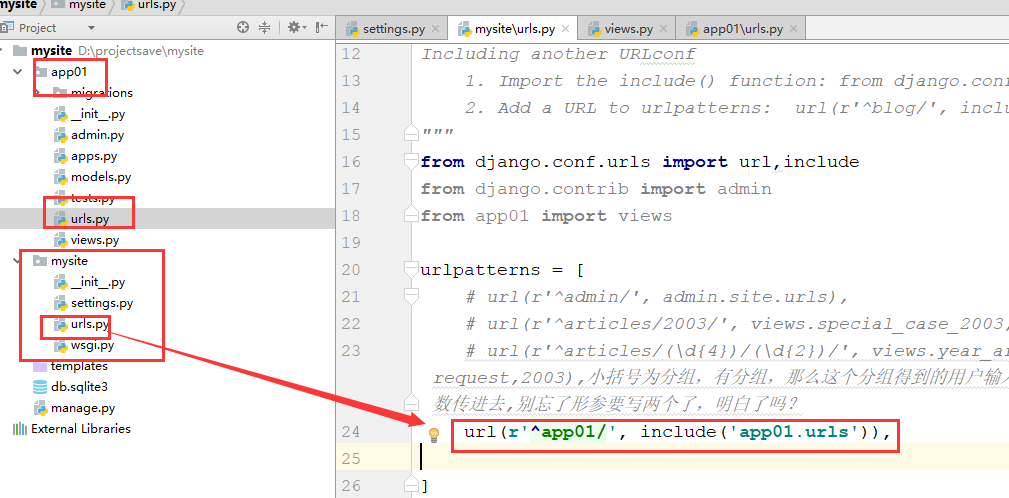 mysite mysite urls.py
Project
settings.py mysite\urls.py views.py app01\urls.py
mysite D:\projectsave\mysite
app01
migrations
__init__.py
admin.py
apps.py
models.py
tests.py
urls.py
views.py
mysite
__init__.py
settings.py
urls.py
wsgi.py
templates
db.sqlite3
manage.py
External Libraries
12 Including another URLconf
13 1. Import the include() function: from django.conf
14 2. Add a URL to urlpatterns: url(r'^blog/', inclu
15 """
16 from django.conf.urls import url,include
17 from django.contrib import admin
18 from app01 import views
19
20 urlpatterns = [
21 # url(r'^admin/', admin.site.urls),
22 # url(r'^articles/2003/', views.special_case_2003,
23 # url(r'^articles/(\d{4})/(\d{2})/', views.year_ar
request,2003),小括号为分组，有分组，那么这个分组得到的用户输入
数传进去,别忘了形参要写两个了，明白了吗？
24 url(r'^app01/', include('app01.urls')),
25
26 ]